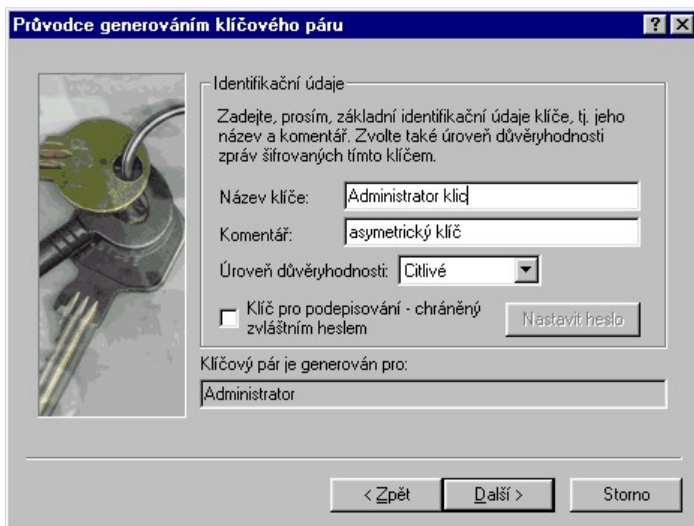 Průvodce generováním klíčového páru
Identifikační údaje
Zadejte, prosím, základní identifikační údaje klíče, tj. jeho
název a komentář. Zvolte také úroveň důvěryhodnosti
zpráv šifrovaných tímto klíčem.
Název klíče: Administrator klic
Komentář: asymetrický klíč
Úroveň důvěryhodnosti: Citlivé
Klíč pro podepisování - chráněný
zvláštním heslem
Nastavit heslo
Klíčový pár je generován pro:
Administrator
< Zpět Další > Storno